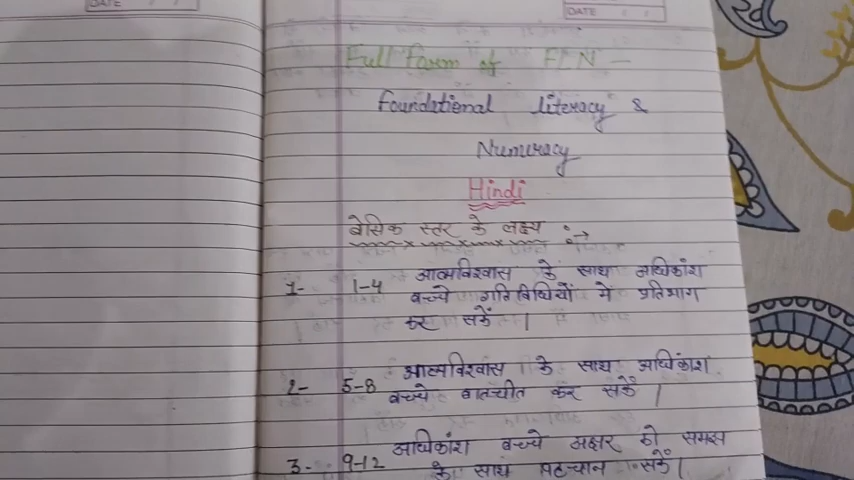 DATE
DATE
Full form of FLN -
Foundational literacy &
Numeracy
Hindi
बेसिक स्तर के लक्ष्य :→
1- 1-4 आत्मविश्वास के साथ अधिकांश
बच्चे गतिविधियों में प्रतिभाग
कर सकें ।
2- 5-8 आत्मविश्वास के साथ अधिकांश
बच्चे बातचीत कर सकें ।
3- 9-12 अधिकांश बच्चे अक्षर को समझ
के साथ पहचान सकें।